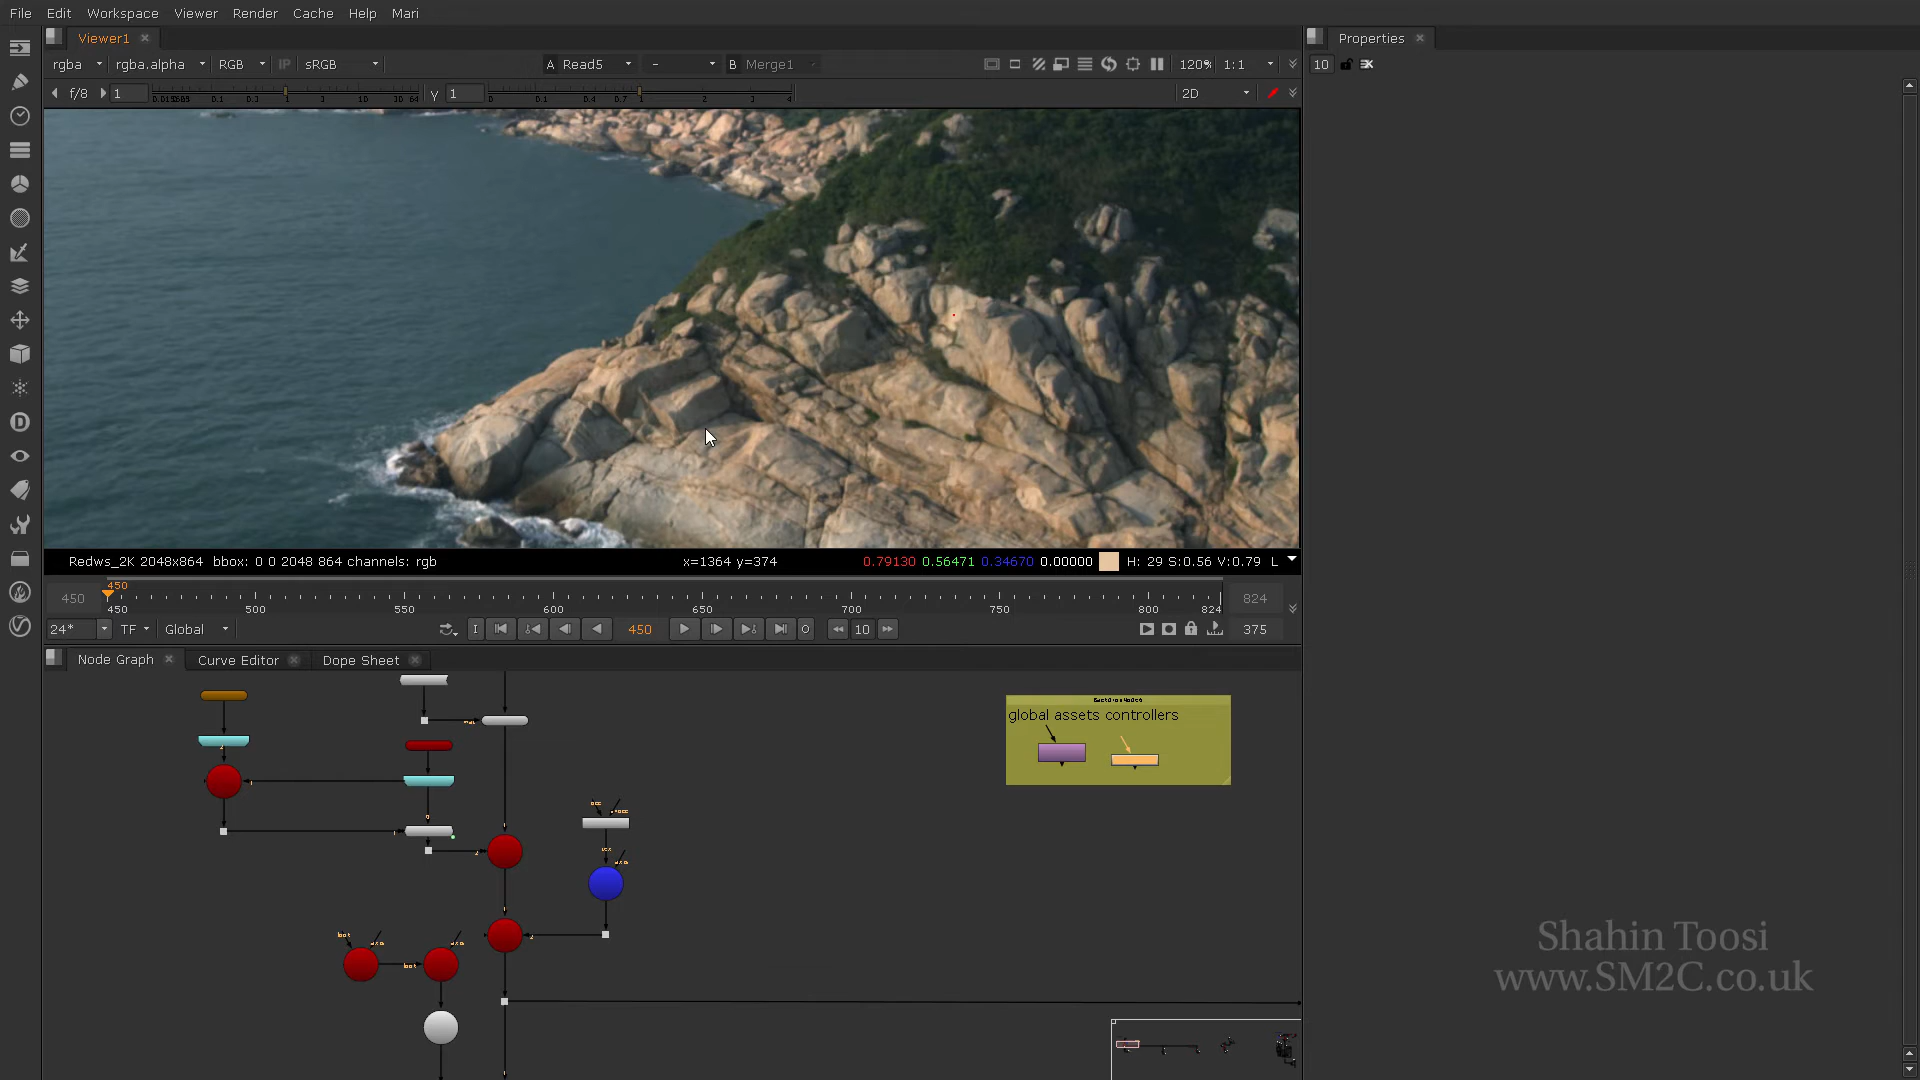 File Edit Workspace Viewer Render Cache Help Mari
Viewer1
Properties
rgba rgba.alpha RGB IP sRGB A Read5 - B Merge1 120% 1:1
10
f/8 1 Y 1 2D
Redws_2K 2048x864 bbox: 0 0 2048 864 channels: rgb x=1364 y=374 0.79130 0.56471 0.34670 0.00000 H: 29 S:0.56 V:0.79 L
450
450 450 500 550 600 650 700 750 800 824 824
24* TF Global I 450 O 10 375
Node Graph Curve Editor Dope Sheet
global assets controllers
Shahin Toosi
www.SM2C.co.uk